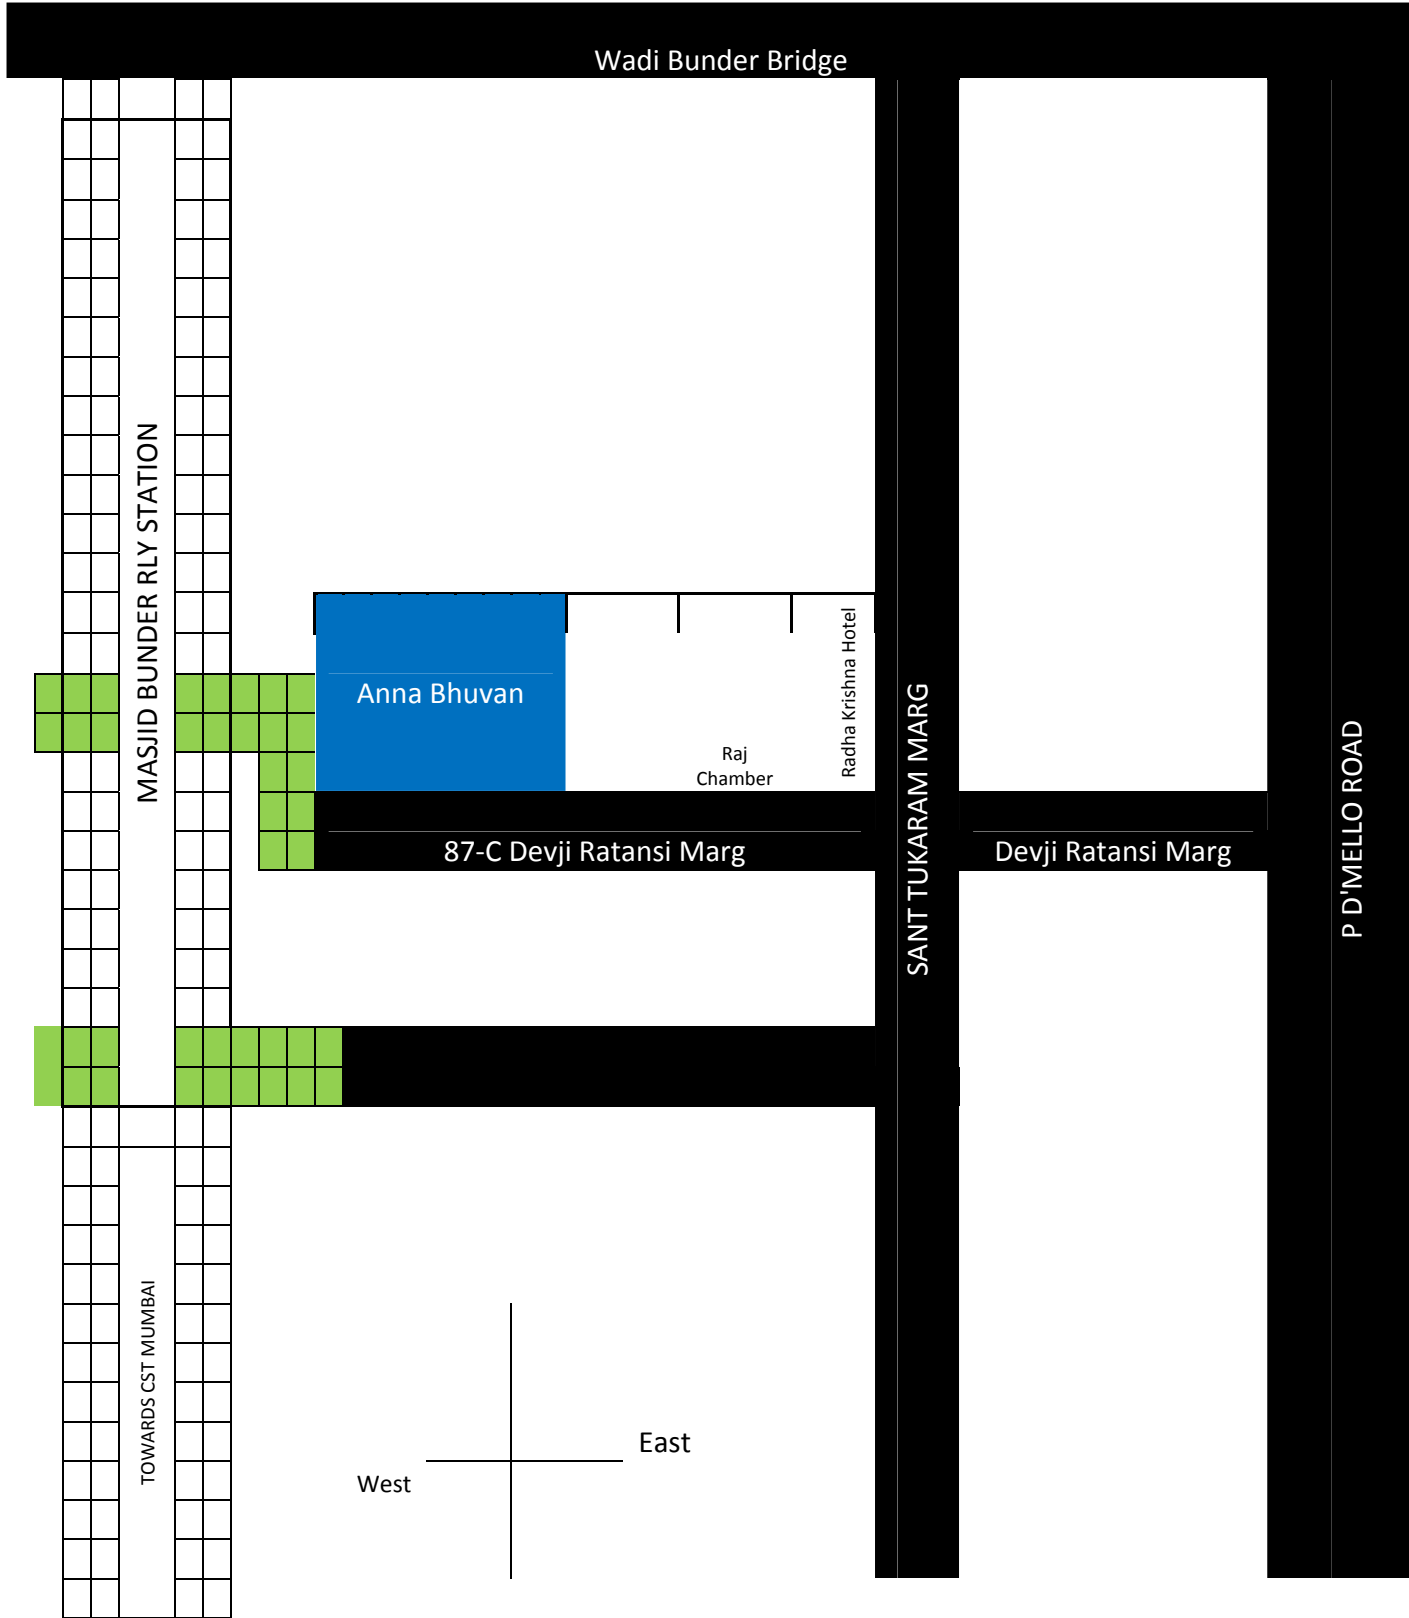 Wadi Bunder Bridge
MASJID BUNDER RLY STATION
Anna Bhuvan
Raj
Chamber
Radha Krishna Hotel
SANT TUKARAM MARG
P D'MELLO ROAD
87-C Devji Ratansi Marg
Devji Ratansi Marg
TOWARDS CST MUMBAI
East
West